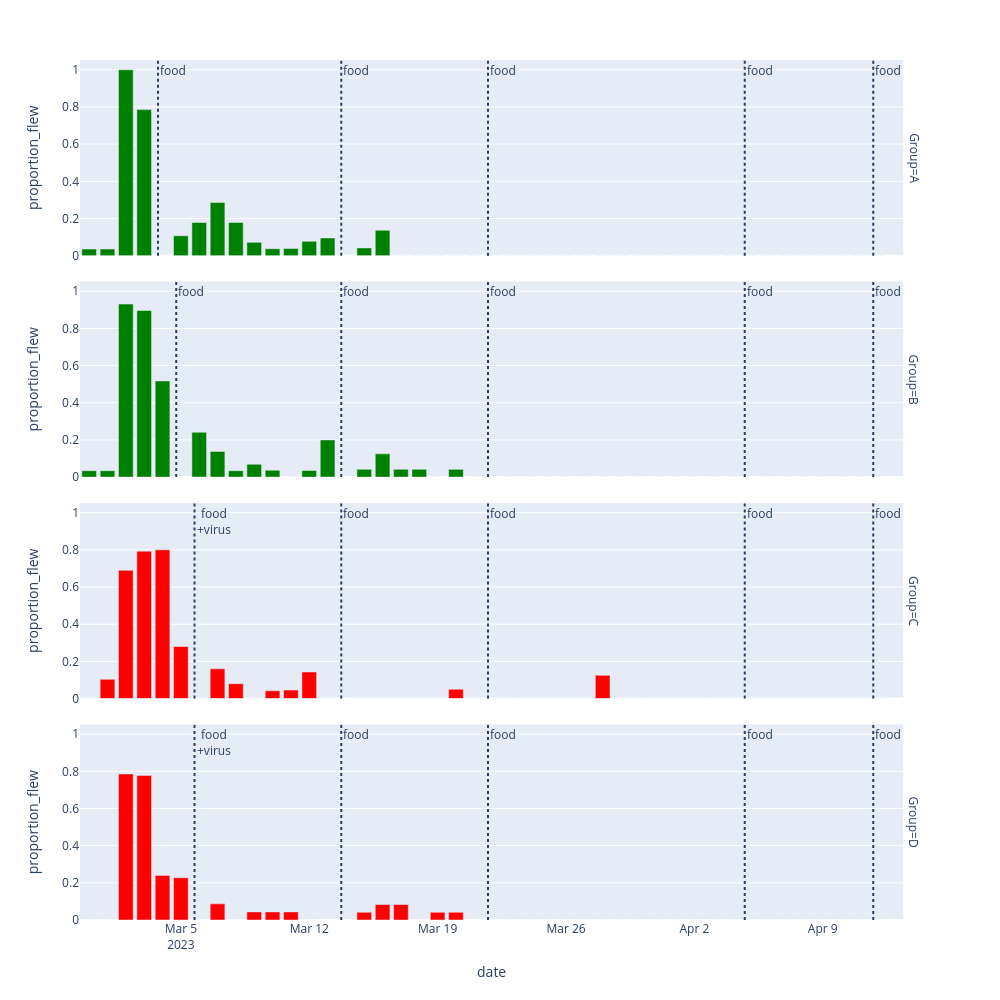 1
0.8
0.6
0.4
0.2
0
proportion_flew
food
food
food
food
food
Group=A
1
0.8
0.6
0.4
0.2
0
proportion_flew
food
food
food
food
food
Group=B
1
0.8
0.6
0.4
0.2
0
proportion_flew
food
+virus
food
food
food
food
Group=C
1
0.8
0.6
0.4
0.2
0
proportion_flew
food
+virus
food
food
food
food
Group=D
Mar 5
2023
Mar 12
Mar 19
Mar 26
Apr 2
Apr 9
date